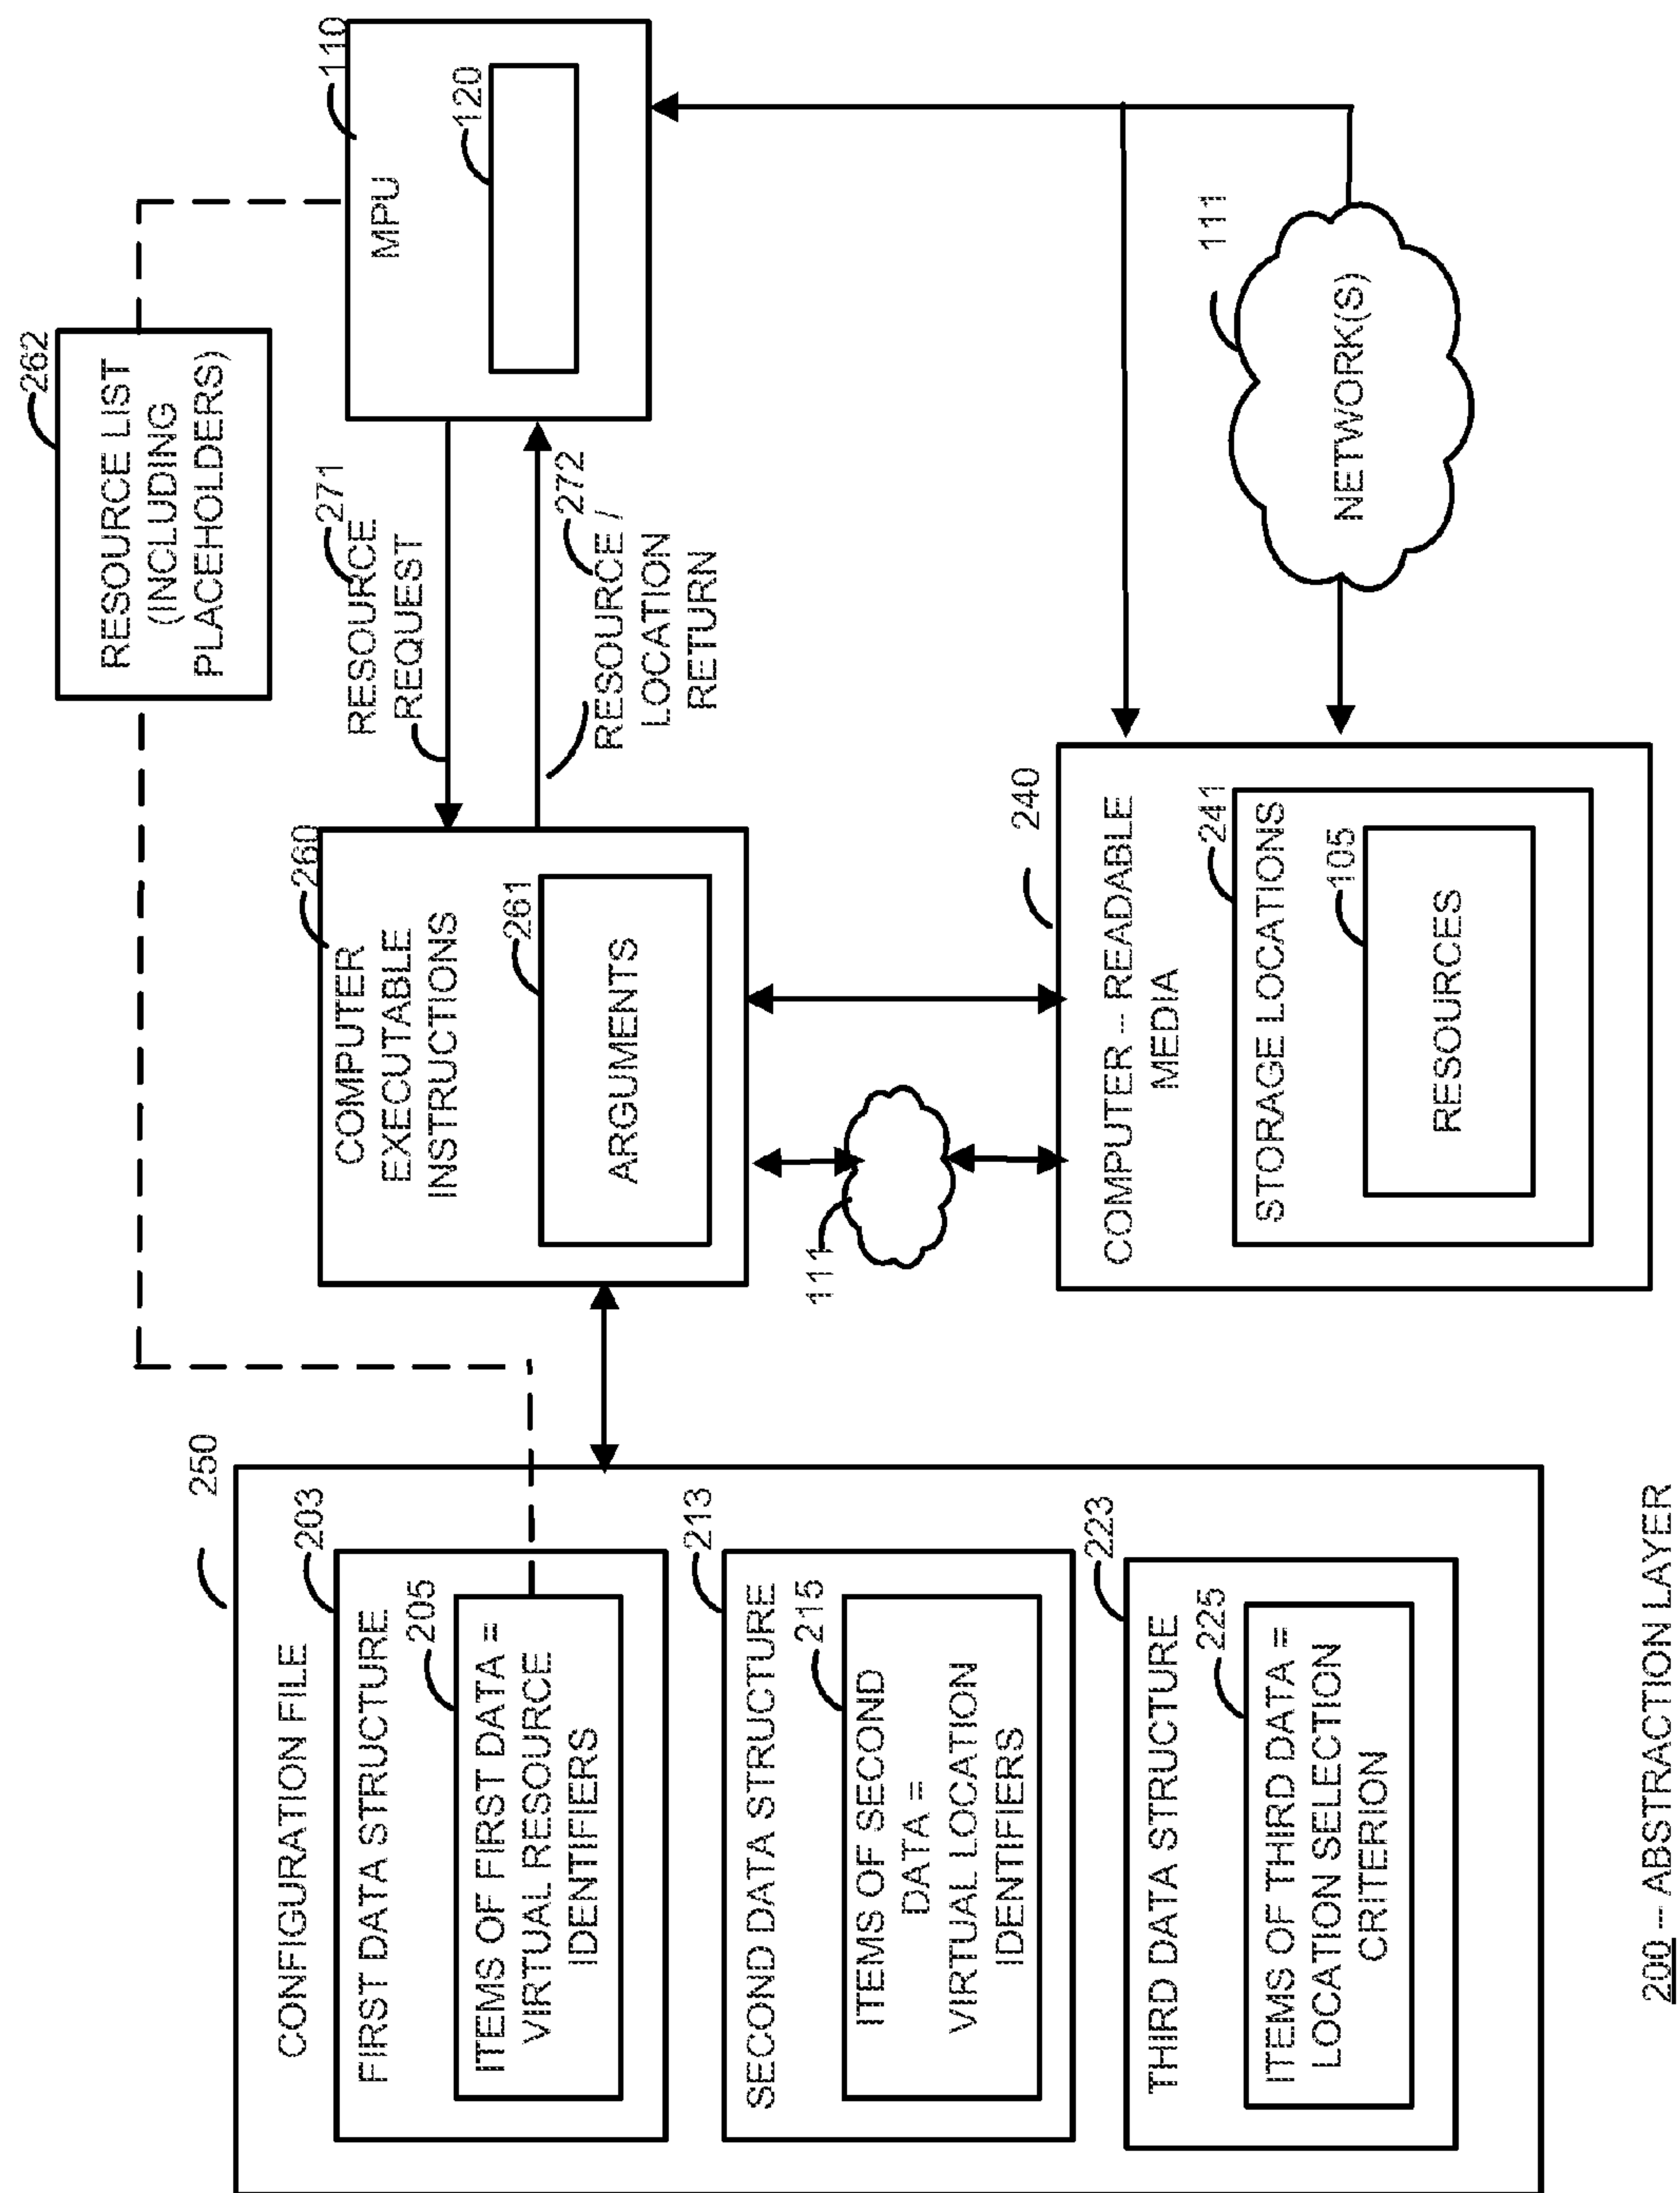 250
CONFIGURATION FILE
203
FIRST DATA STRUCTURE
205
ITEMS OF FIRST DATA =
VIRTUAL RESOURCE
IDENTIFIERS
213
SECOND DATA STRUCTURE
215
ITEMS OF SECOND
DATA =
VIRTUAL LOCATION
IDENTIFIERS
223
THIRD DATA STRUCTURE
225
ITEMS OF THIRD DATA =
LOCATION SELECTION
CRITERION
260
COMPUTER
EXECUTABLE
INSTRUCTIONS
261
ARGUMENTS
111
240
COMPUTER -- READABLE
MEDIA
241
STORAGE LOCATIONS
105
RESOURCES
262
RESOURCE LIST
(INCLUDING
PLACEHOLDERS)
271
RESOURCE
REQUEST
272
RESOURCE /
LOCATION
RETURN
110
MPU
120
111
NETWORK(S)
200 -- ABSTRACTION LAYER